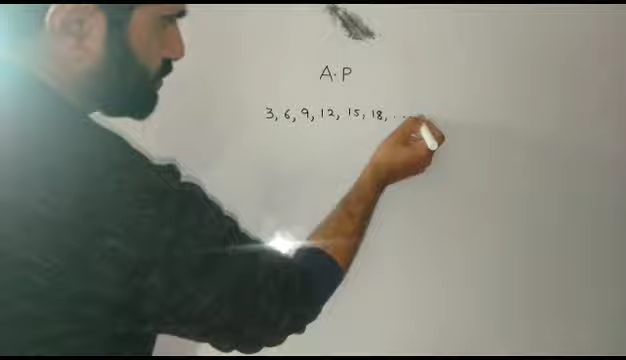 A.P
3, 6, 9, 12, 15, 18, ...